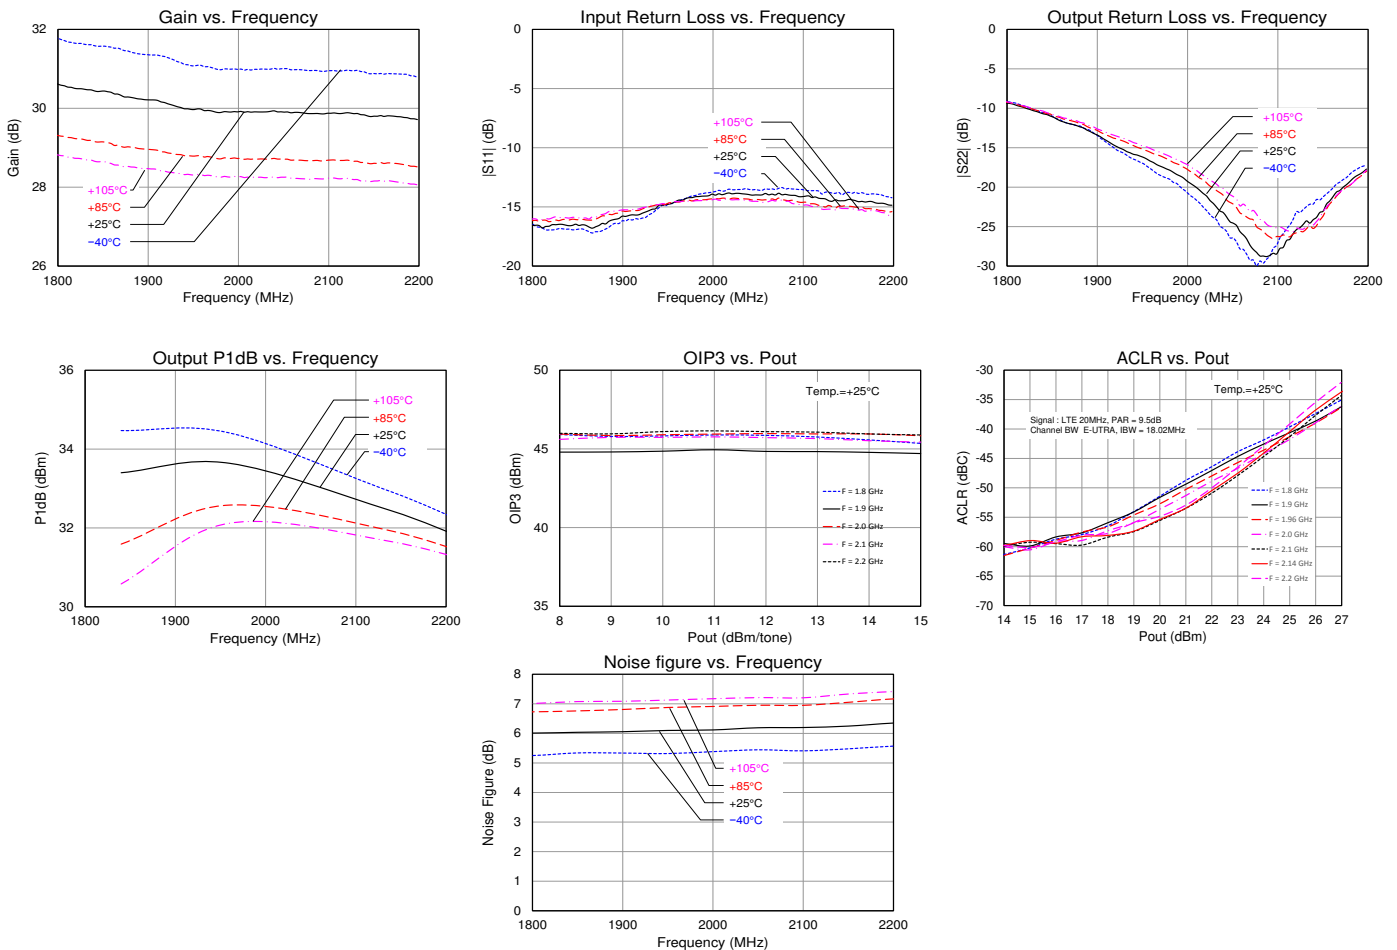 Gain vs. Frequency
32
30
28
26
Gain (dB)
+105°C
+85°C
+25°C
−40°C
1800 1900 2000 2100 2200
Frequency (MHz)
Input Return Loss vs. Frequency
0
-5
-10
-15
-20
|S11| (dB)
+105°C
+85°C
+25°C
−40°C
1800 1900 2000 2100 2200
Frequency (MHz)
Output Return Loss vs. Frequency
0
-5
-10
-15
-20
-25
-30
|S22| (dB)
+105°C
+85°C
+25°C
−40°C
1800 1900 2000 2100 2200
Frequency (MHz)
Output P1dB vs. Frequency
36
34
32
30
P1dB (dBm)
+105°C
+85°C
+25°C
−40°C
1800 1900 2000 2100 2200
Frequency (MHz)
OIP3 vs. Pout
50
45
40
35
OIP3 (dBm)
Temp.=+25°C
F = 1.8 GHz
F = 1.9 GHz
F = 2.0 GHz
F = 2.1 GHz
F = 2.2 GHz
8 9 10 11 12 13 14 15
Pout (dBm/tone)
ACLR vs. Pout
-30
-35
-40
-45
-50
-55
-60
-65
-70
ACLR (dBC)
Temp.=+25°C
Signal : LTE 20MHz, PAR = 9.5dB
Channel BW E-UTRA, IBW = 18.02MHz
F = 1.8 GHz
F = 1.9 GHz
F = 1.96 GHz
F = 2.0 GHz
F = 2.1 GHz
F = 2.14 GHz
F = 2.2 GHz
14 15 16 17 18 19 20 21 22 23 24 25 26 27
Pout (dBm)
Noise figure vs. Frequency
8
7
6
5
4
3
2
1
0
Noise Figure (dB)
+105°C
+85°C
+25°C
−40°C
1800 1900 2000 2100 2200
Frequency (MHz)